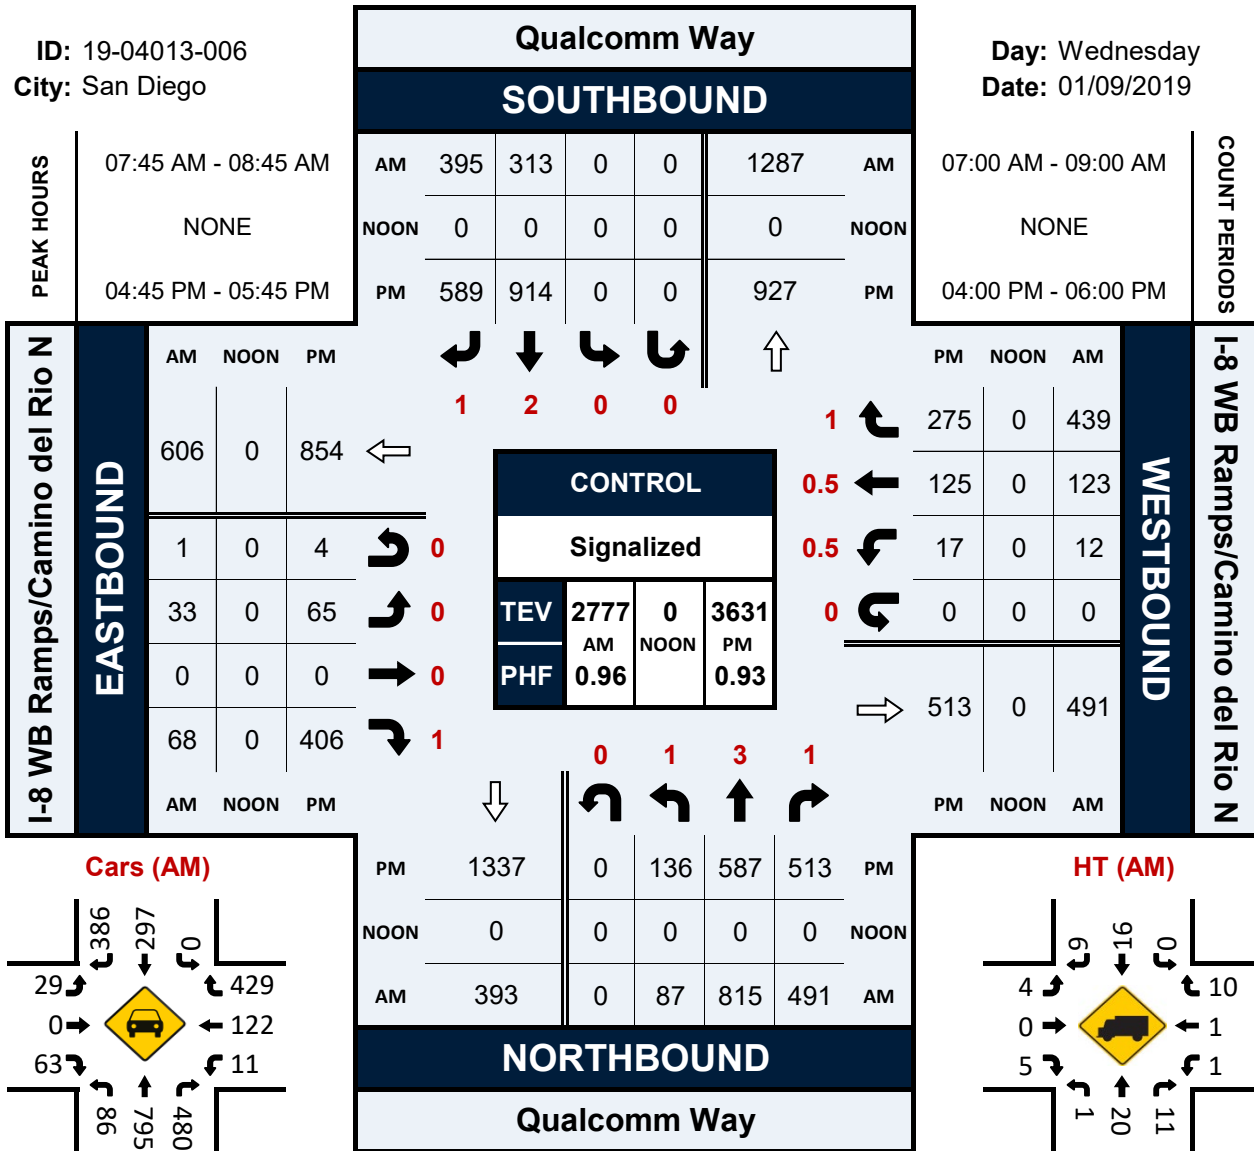 Qualcomm Way
ID: 19-04013-006
Day: Wednesday
City: San Diego
Date: 01/09/2019
SOUTHBOUND
PEAK HOURS
07:45 AM - 08:45 AM
NONE
04:45 PM - 05:45 PM
AM 395 313 0 0 1287 AM
NOON 0 0 0 0 0 NOON
PM 589 914 0 0 927 PM
07:00 AM - 09:00 AM
NONE
04:00 PM - 06:00 PM
COUNT PERIODS
1 2 0 0
I-8 WB Ramps/Camino del Rio N
EASTBOUND
AM NOON PM
606 0 854
1 0 4 0
33 0 65 0
0 0 0 0
68 0 406 1
AM NOON PM
CONTROL
Signalized
TEV 2777 0 3631
AM NOON PM
PHF 0.96 0.93
PM NOON AM
1 275 0 439
0.5 125 0 123
0.5 17 0 12
0 0 0 0
513 0 491
PM NOON AM
WESTBOUND
I-8 WB Ramps/Camino del Rio N
0 1 3 1
PM 1337 0 136 587 513 PM
NOON 0 0 0 0 0 NOON
AM 393 0 87 815 491 AM
NORTHBOUND
Qualcomm Way
Cars (AM)
386 297 0
29 429
0 122
63 11
86 795 480
HT (AM)
9 16 0
4 10
0 1
5 1
1 20 11